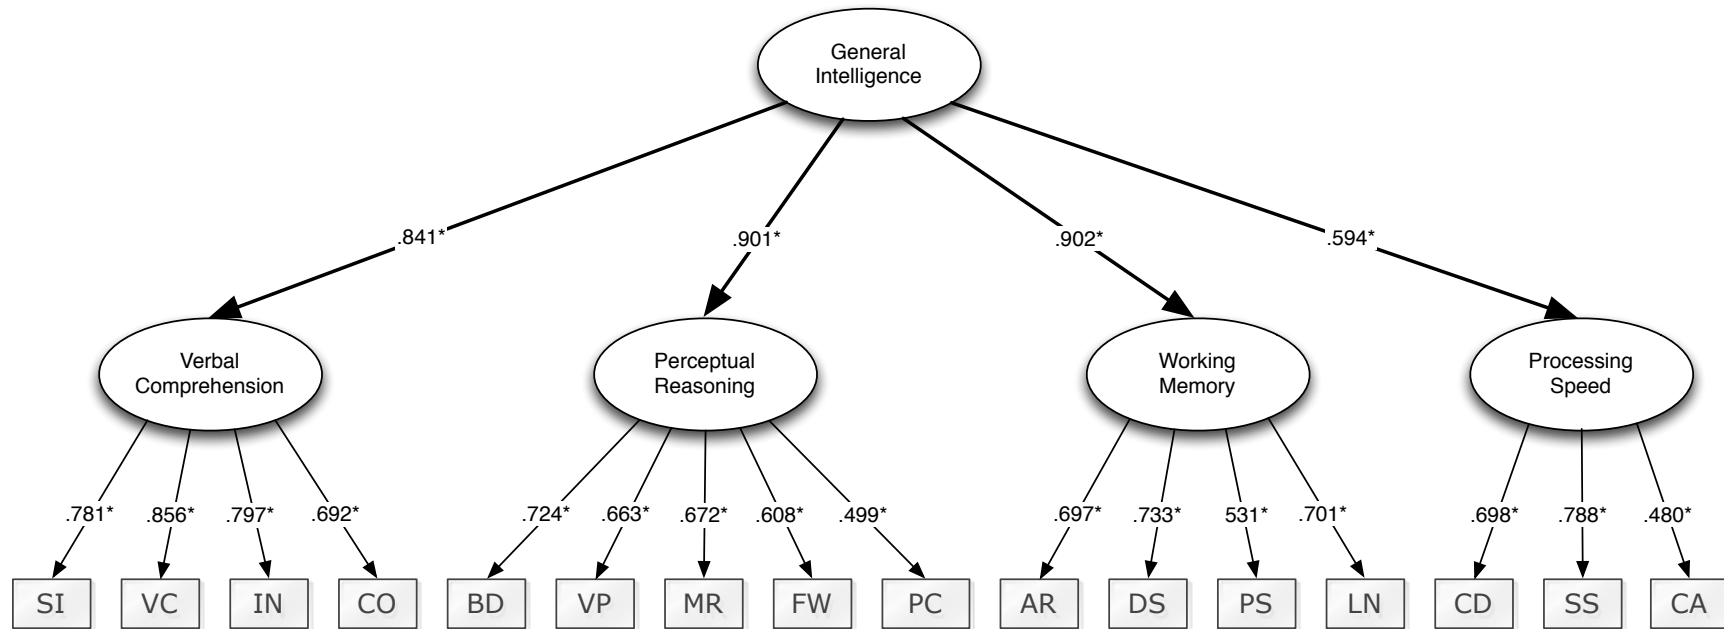 General
Intelligence
.841*
.901*
.902*
.594*
Verbal
Comprehension
Perceptual
Reasoning
Working
Memory
Processing
Speed
.781*
.856*
.797*
.692*
.724*
.663*
.672*
.608*
.499*
.697*
.733*
531*
.701*
.698*
.788*
.480*
SI
VC
IN
CO
BD
VP
MR
FW
PC
AR
DS
PS
LN
CD
SS
CA